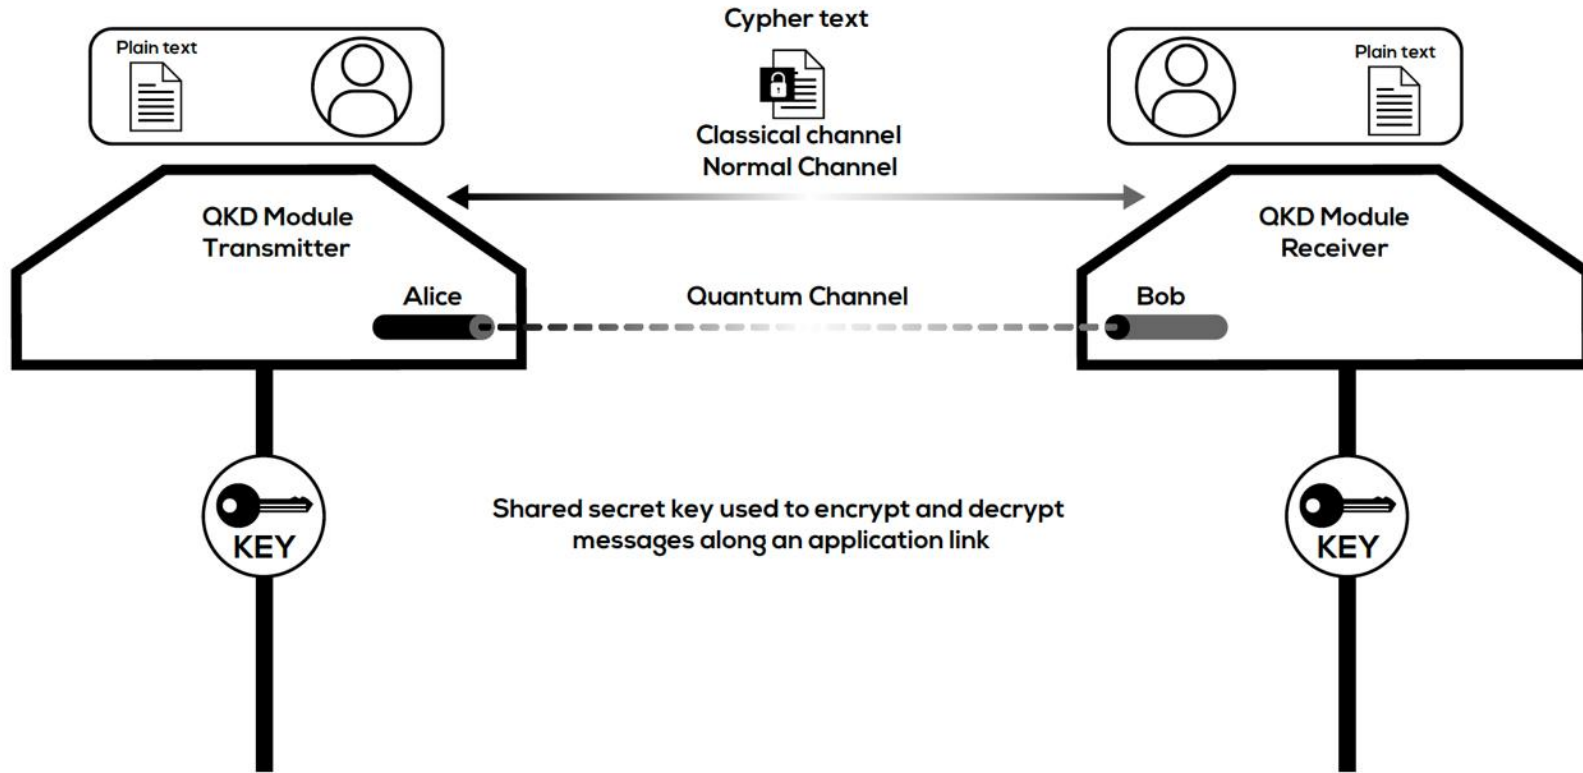 Cypher text
Plain text
Plain text
Classical channel
Normal Channel
QKD Module
Transmitter
QKD Module
Receiver
Alice
Quantum Channel
Bob
Shared secret key used to encrypt and decrypt
messages along an application link
KEY
KEY